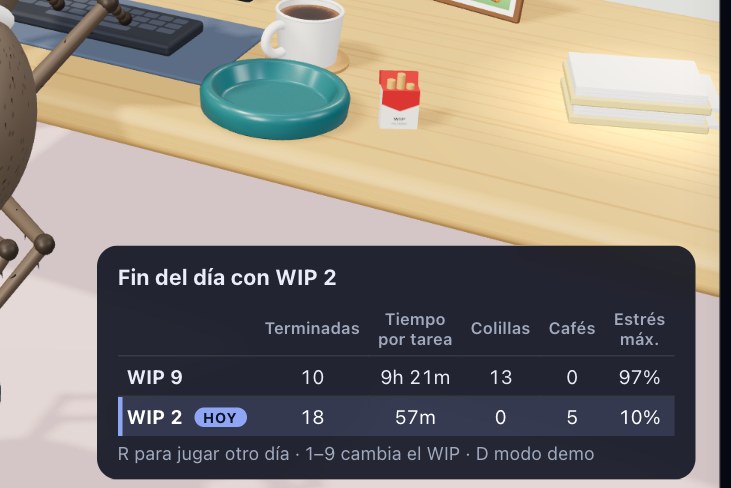 WIP
Fin del día con WIP 2
Terminadas Tiempo por tarea Colillas Cafés Estrés máx.
WIP 9 10 9h 21m 13 0 97%
WIP 2 HOY 18 57m 0 5 10%
R para jugar otro día · 1–9 cambia el WIP · D modo demo